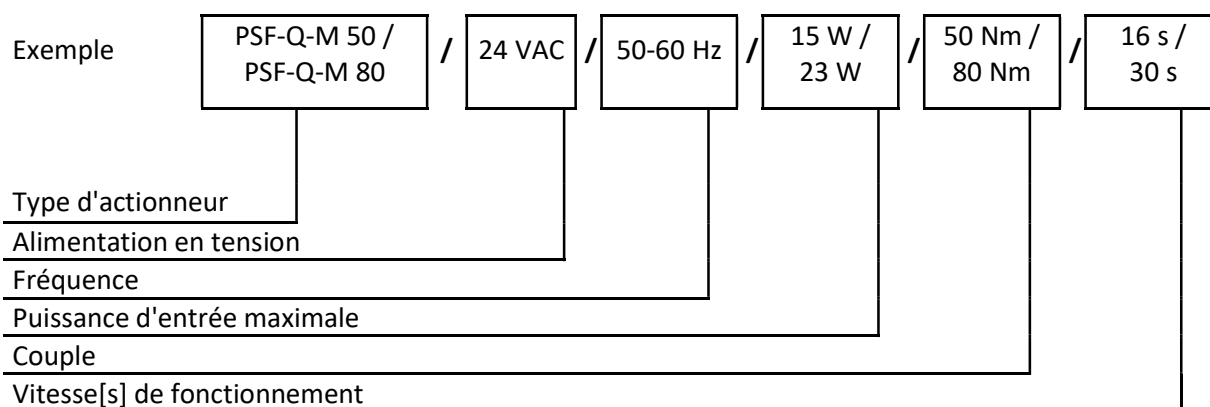 Exemple
PSF-Q-M 50 /
PSF-Q-M 80
/
24 VAC
/
50-60 Hz
/
15 W /
23 W
/
50 Nm /
80 Nm
/
16 s /
30 s
Type d'actionneur
Alimentation en tension
Fréquence
Puissance d'entrée maximale
Couple
Vitesse[s] de fonctionnement